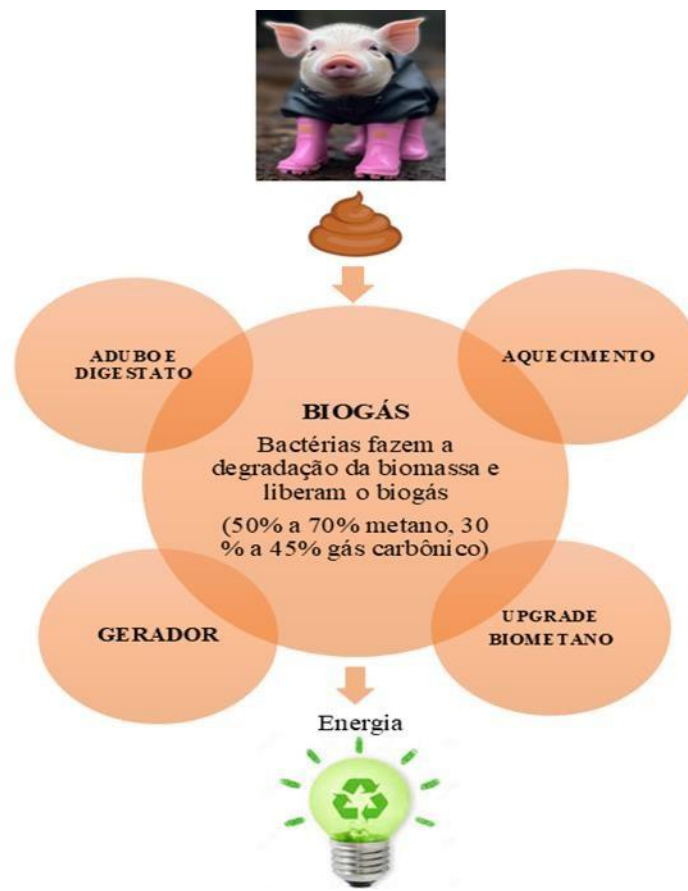 ADUBO E
DIGESTATO
AQUECIMENTO
BIOGÁS
Bactérias fazem a
degradação da biomassa e
liberam o biogás
(50% a 70% metano, 30
% a 45% gás carbônico)
GERADOR
UPGRADE
BIOMETANO
Energia